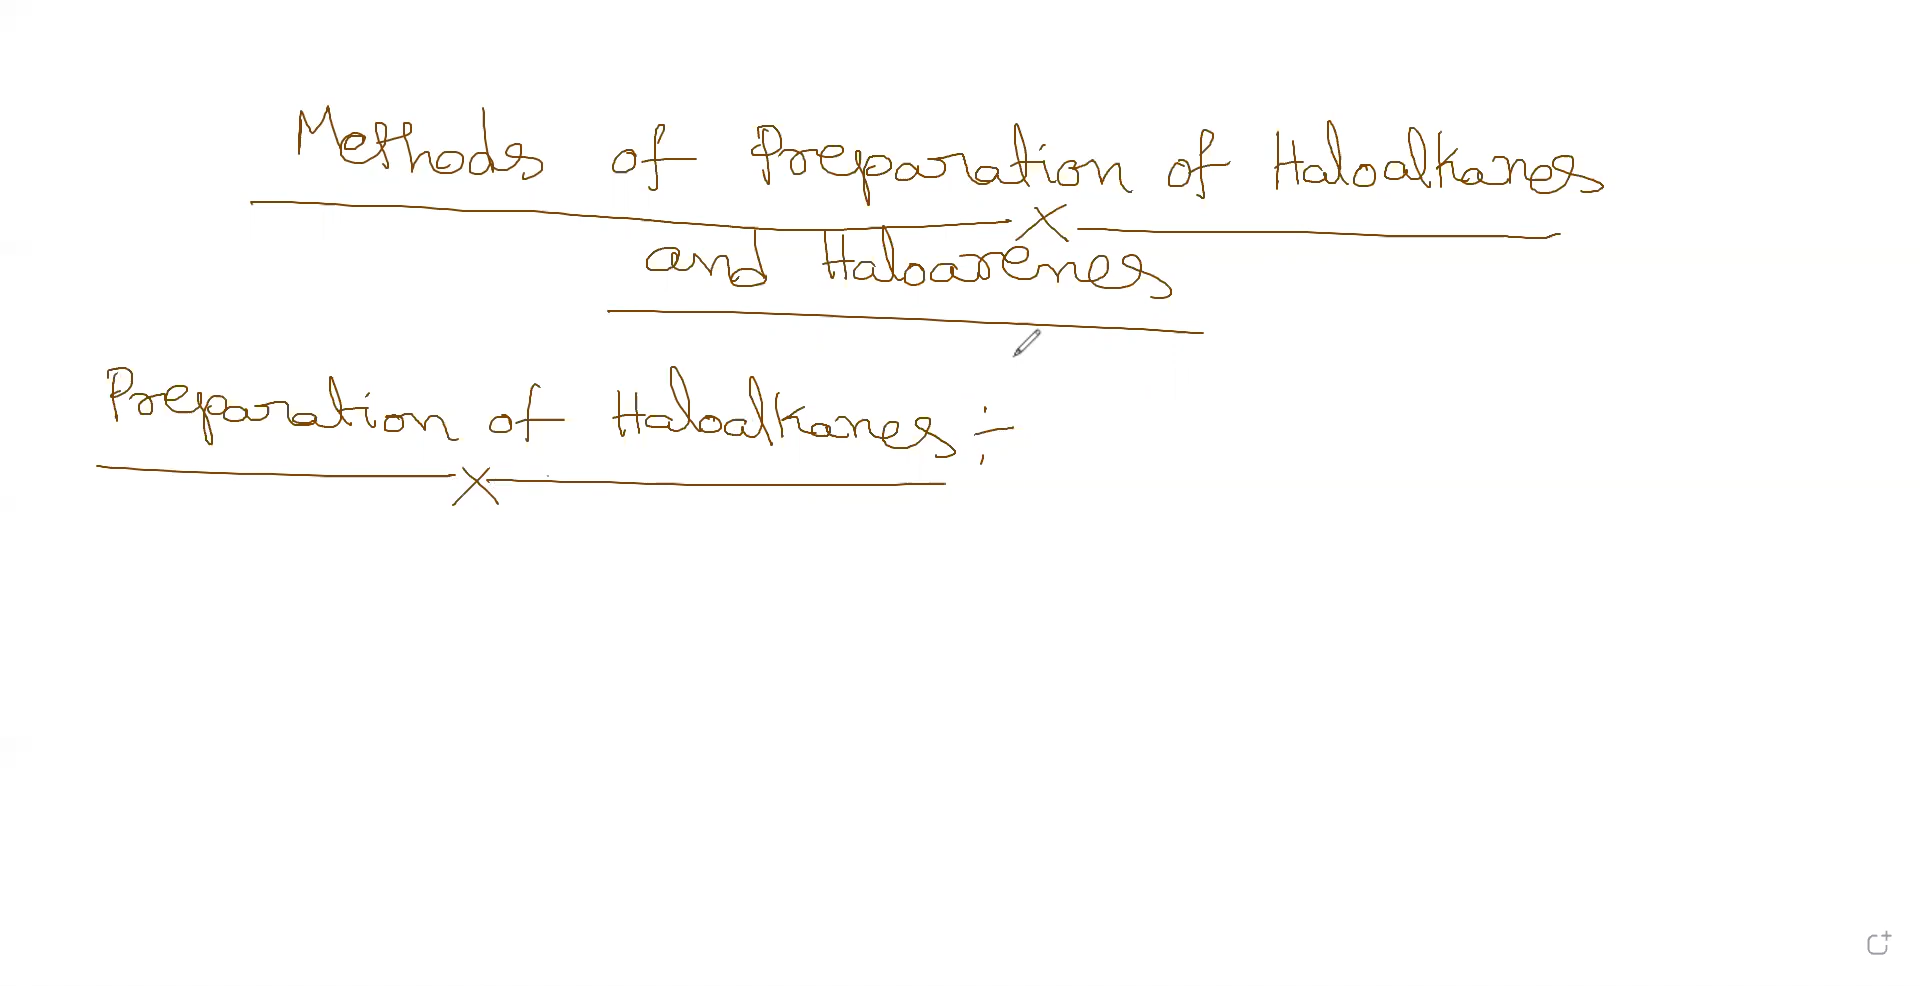 Methods of Preparation of Haloalkanes
and Haloarenes
Preparation of Haloalkanes :-